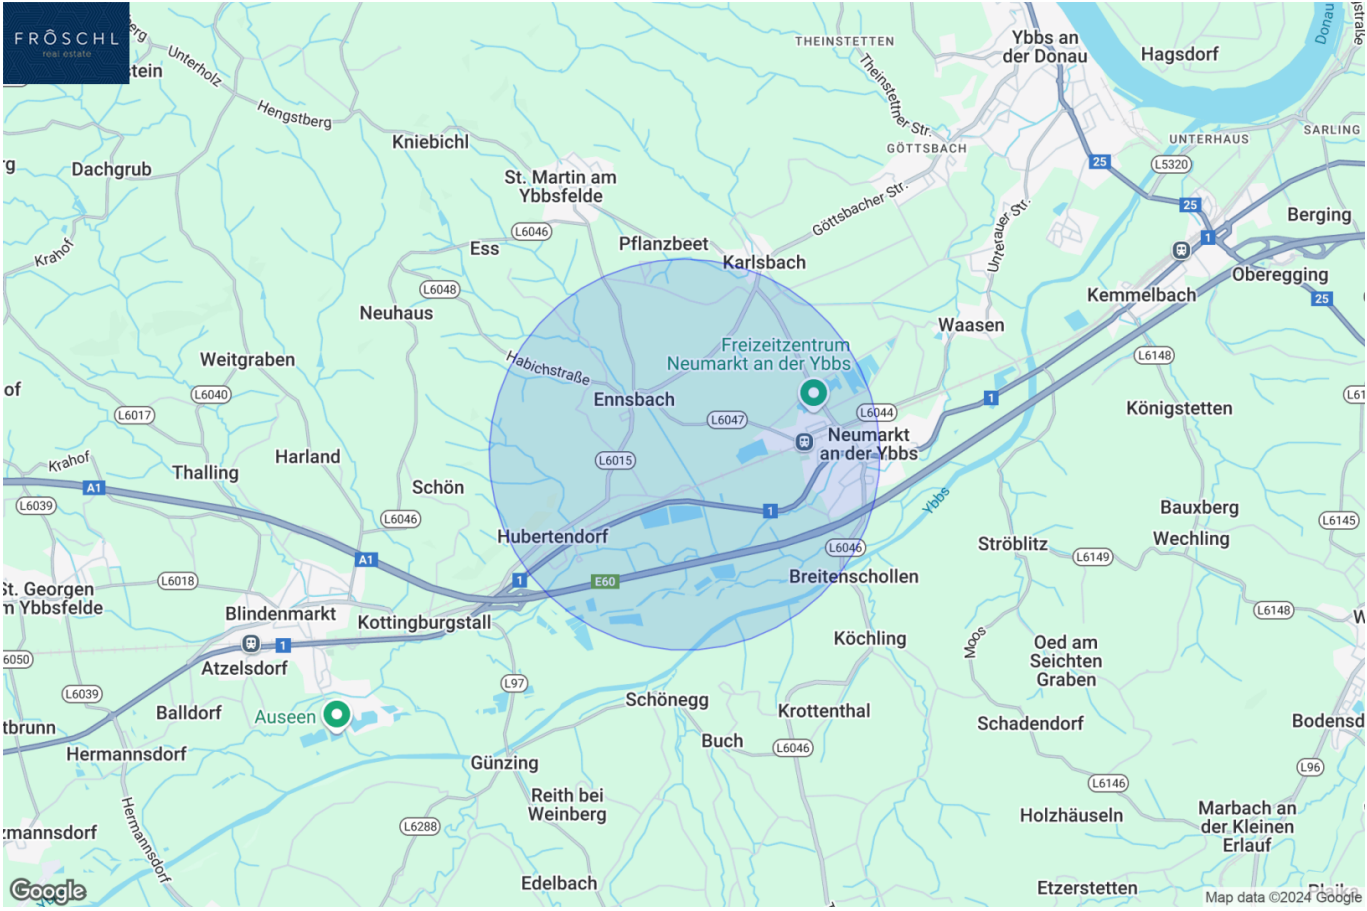 FRÔSCHL
real estate
Unterholz
Hengstberg
Kniebichl
Dachgrub
THEINSTETTEN
Theinstettner Str.
Ybbs an
der Donau
Hagsdorf
Donau
UNTERHAUS
SARLING
GÖTTSBACH
25
L5320
St. Martin am
Ybbsfelde
Göttsbacher Str.
25
Berging
1
Unterauer Str.
L6046
Krahof
Ess
Pflanzbeet
Karlsbach
Oberegging
25
L6048
Kemmelbach
Neuhaus
Waasen
Freizeitzentrum
Neumarkt an der Ybbs
L6148
Weitgraben
Habichstraße
L6040
Ennsbach
L6017
L6047
L6044
1
Königstetten
Neumarkt
an der Ybbs
Krahof
Harland
Thalling
L6015
A1
Schön
Ybbs
L6039
L6046
1
Bauxberg
L6145
Hubertendorf
L6046
Ströblitz
L6149
Wechling
A1
E60
1
Breitenschollen
L6018
St. Georgen
m Ybbsfelde
Blindenmarkt
Kottingburgstall
L6148
1
Köchling
Moos
Oed am
Seichten
Graben
6050
Atzelsdorf
L97
L6039
Schönegg
Krottenthal
Balldorf
Auseen
Schadendorf
Bodensd
tbrunn
Hermannsdorf
Buch
L6046
Günzing
L96
L6146
Reith bei
Weinberg
Hermannsdorf
L6288
Holzhäuseln
Marbach an
der Kleinen
Erlauf
zmannsdorf
Edelbach
Etzerstetten
Plaika
Google
Map data ©2024 Google